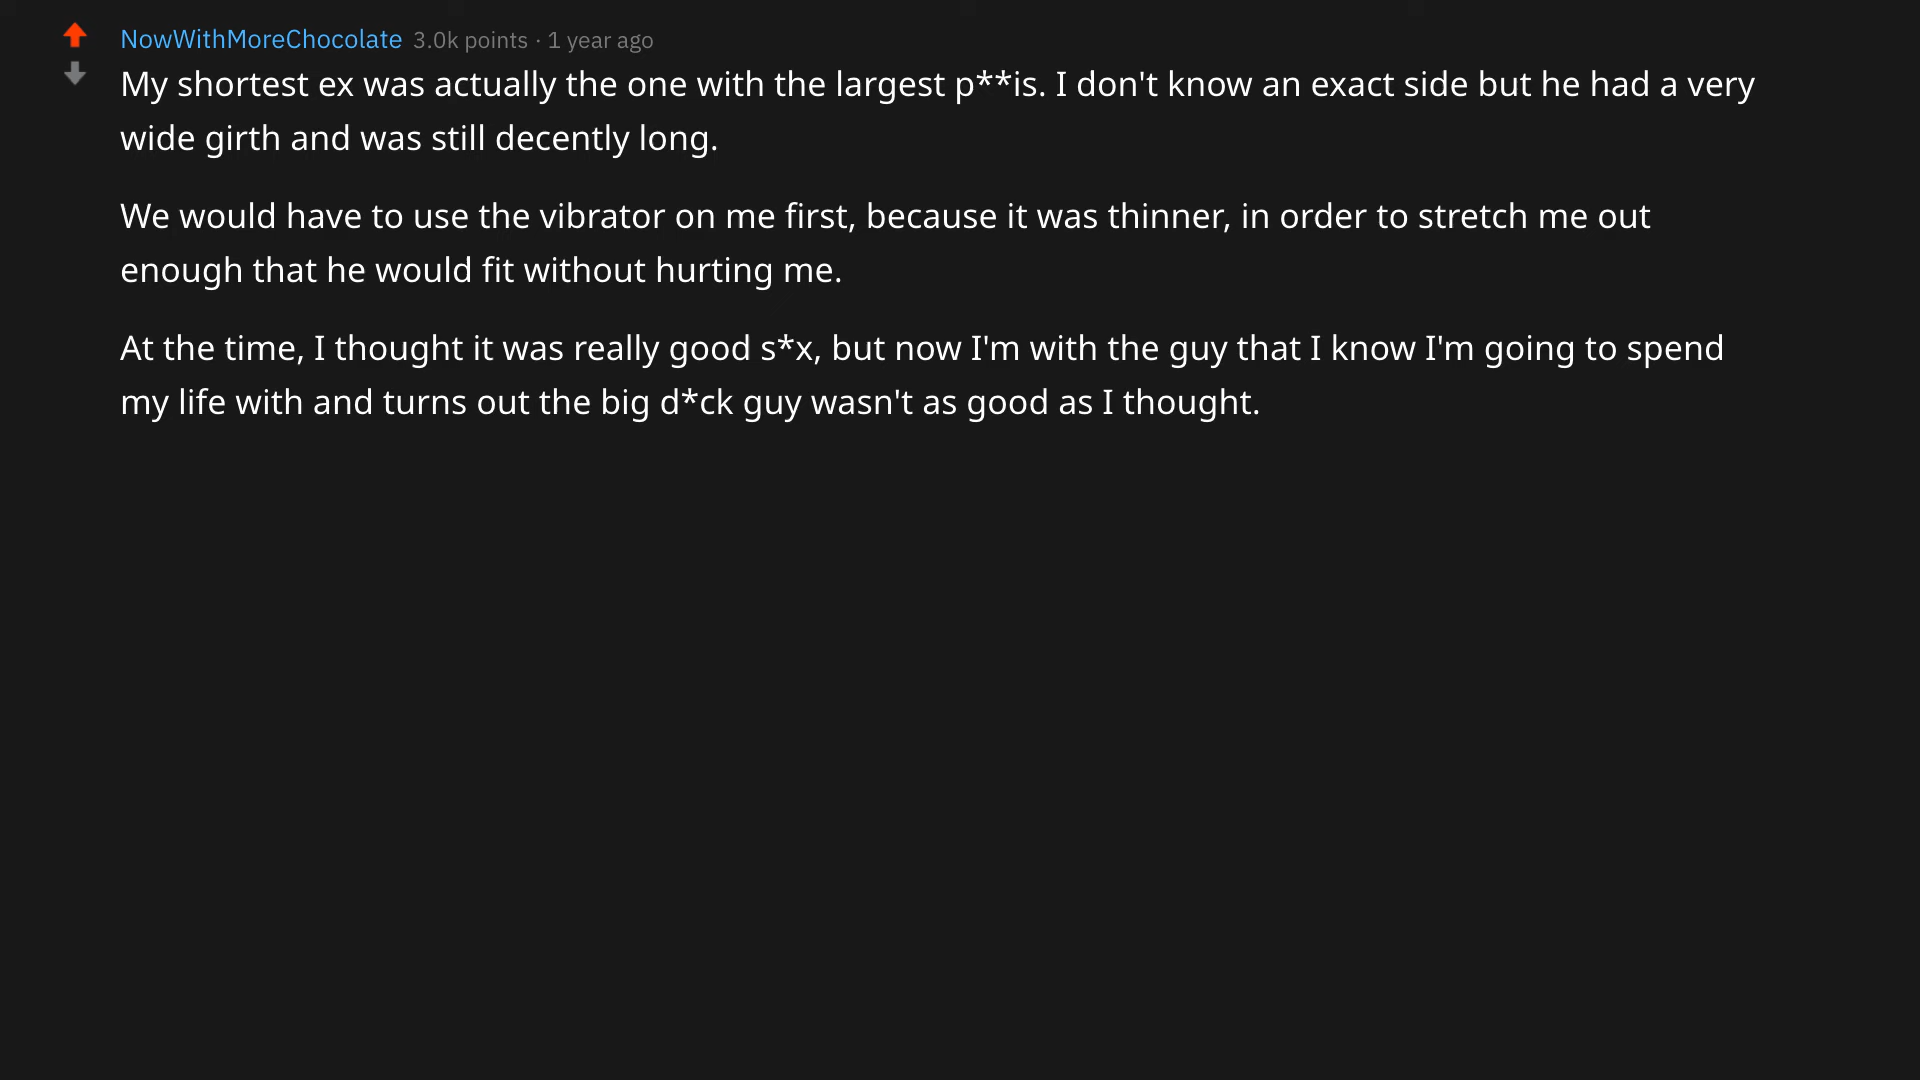 NowWithMoreChocolate 3.0k points · 1 year ago
My shortest ex was actually the one with the largest p**is. I don't know an exact side but he had a very
wide girth and was still decently long.
We would have to use the vibrator on me first, because it was thinner, in order to stretch me out
enough that he would fit without hurting me.
At the time, I thought it was really good s*x, but now I'm with the guy that I know I'm going to spend
my life with and turns out the big d*ck guy wasn't as good as I thought.